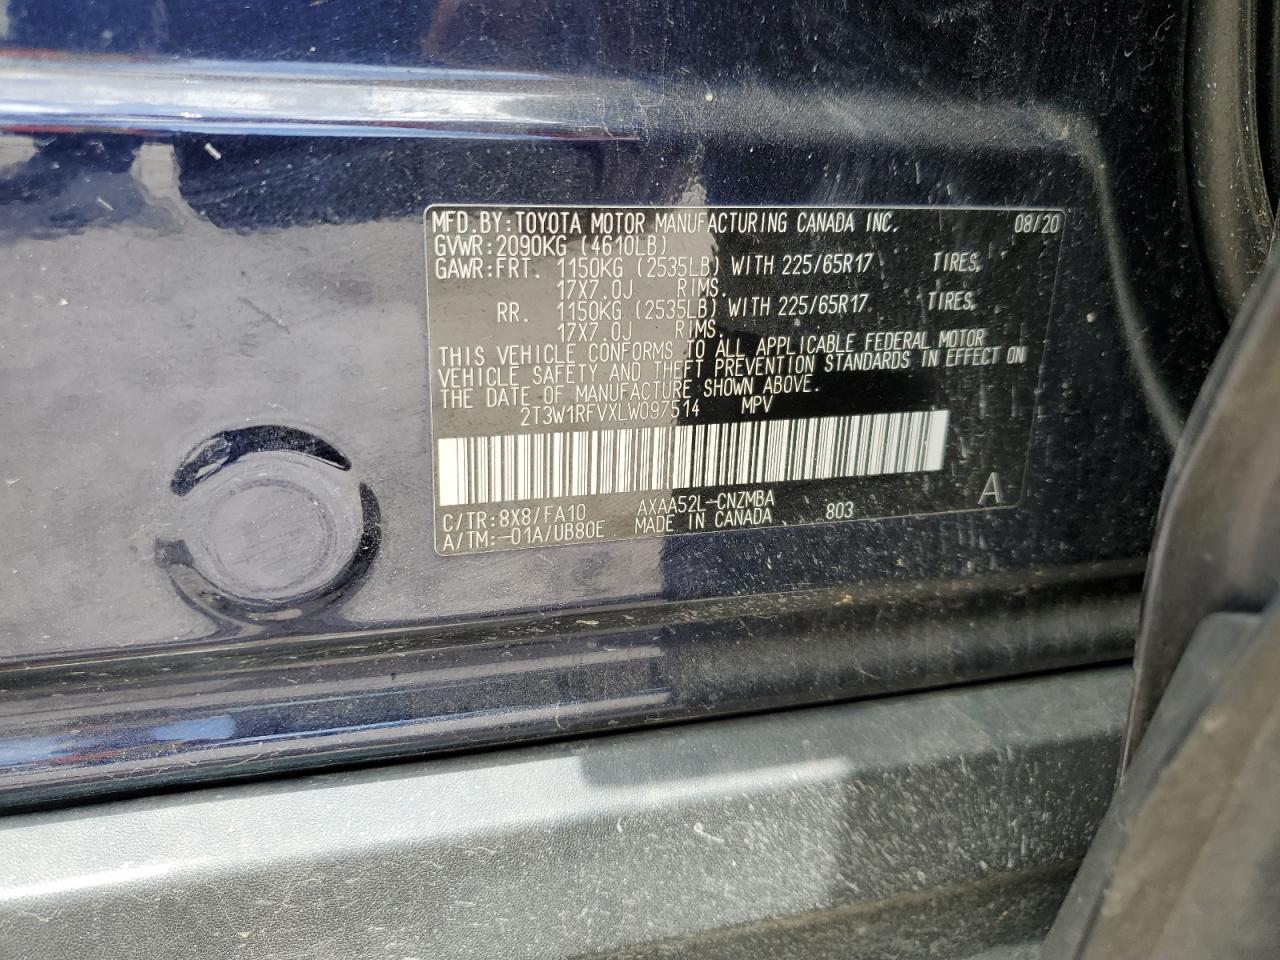 MFD.BY:TOYOTA MOTOR MANUFACTURING CANADA INC. 08/20
GVWR:2090KG (4610LB)
GAWR:FRT. 1150KG (2535LB) WITH 225/65R17 TIRES,
17X7.0J RIMS.
RR. 1150KG (2535LB) WITH 225/65R17 TIRES,
17X7.0J RIMS.
THIS VEHICLE CONFORMS TO ALL APPLICABLE FEDERAL MOTOR
VEHICLE SAFETY AND THEFT PREVENTION STANDARDS IN EFFECT ON
THE DATE OF MANUFACTURE SHOWN ABOVE.
2T3W1RFVXLW097514 MPV
A
C/TR:8X8/FA10 AXAA52L-CNZMBA
A/TM:-01A/UB80E MADE IN CANADA 803